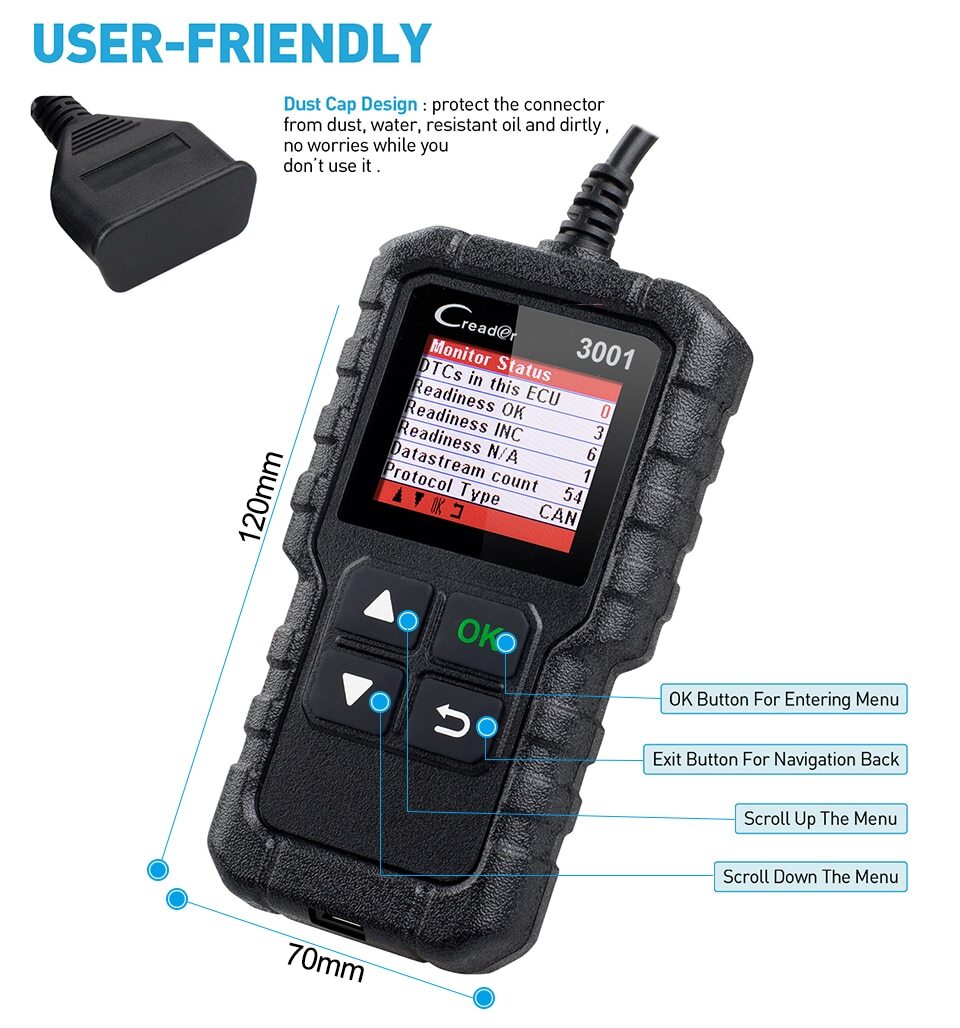 USER-FRIENDLY
Dust Cap Design : protect the connector
from dust, water, resistant oil and dirtly ,
no worries while you
don't use it .
Creader
3001
Monitor Status
DTCs in this ECU 0
Readiness OK 3
Readiness INC 6
Readiness N/A 1
Datastream count 54
Protocol Type CAN
OK
120mm
OK
OK Button For Entering Menu
Exit Button For Navigation Back
Scroll Up The Menu
Scroll Down The Menu
70mm